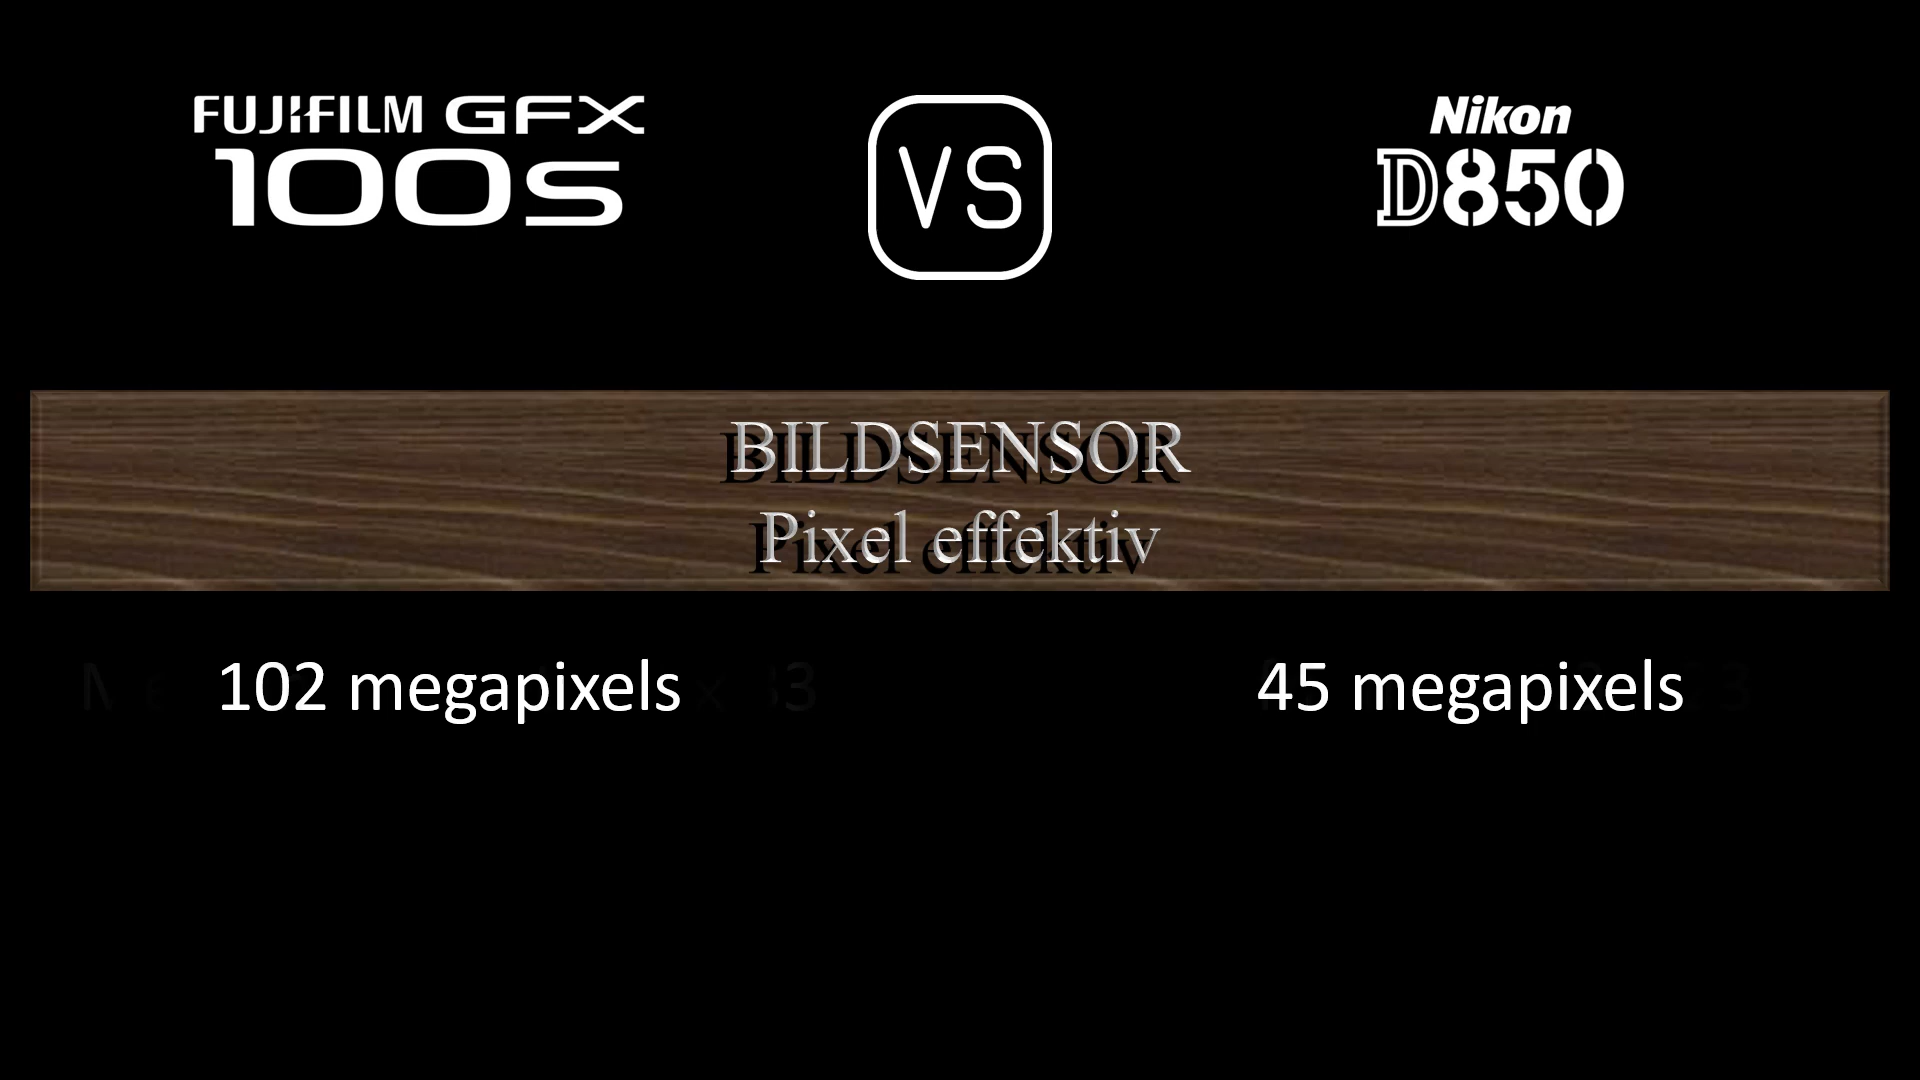 FUJIFILM GFX
100S
VS
Nikon
D850
BILDSENSOR
Pixel effektiv
102 megapixels
45 megapixels